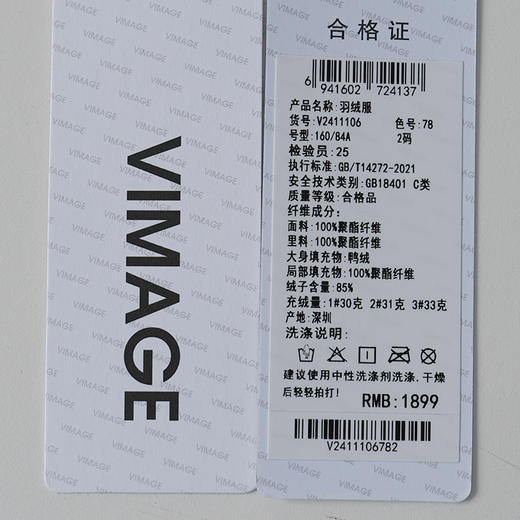 VIMAGE
合格证
6 941602 724137
产品名称:羽绒服
货号:V2411106 色号:78
号型:160/84A 2码
检验员:25
执行标准:GB/T14272-2021
安全技术类别:GB18401 C类
质量等级:合格品
纤维成分:
面料:100%聚酯纤维
里料:100%聚酯纤维
大身填充物:鸭绒
局部填充物:100%聚酯纤维
绒子含量:85%
充绒量:1#30克 2#31克 3#33克
产地:深圳
洗涤说明:
建议使用中性洗涤剂洗涤,干燥
后轻轻拍打!
RMB:1899
V2411106782